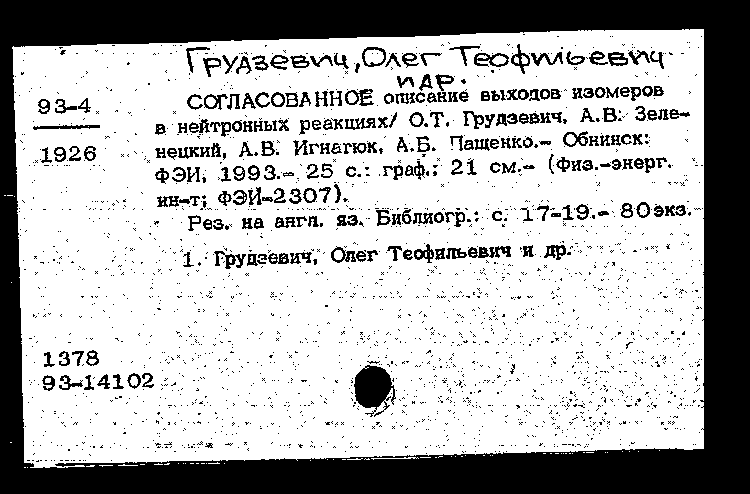 Грудзевич, Олег Теофильевич
и др.
93-4
1926
СОГЛАСОВАННОЕ описание выходов изомеров
в нейтронных реакциях/ О.Т. Грудзевич, А.В. Зеле-
нецкий, А.В. Игнатюк, А.Б. Пащенко.- Обнинск:
ФЭИ, 1993.- 25 с.: граф.; 21 см.- (Физ.-энерг.
ин-т; ФЭИ-2307).
Рез. на англ. яз. Библиогр.: с. 17-19.- 80экз.
1. Грудзевич, Олег Теофильевич и др.
1378
93-14102